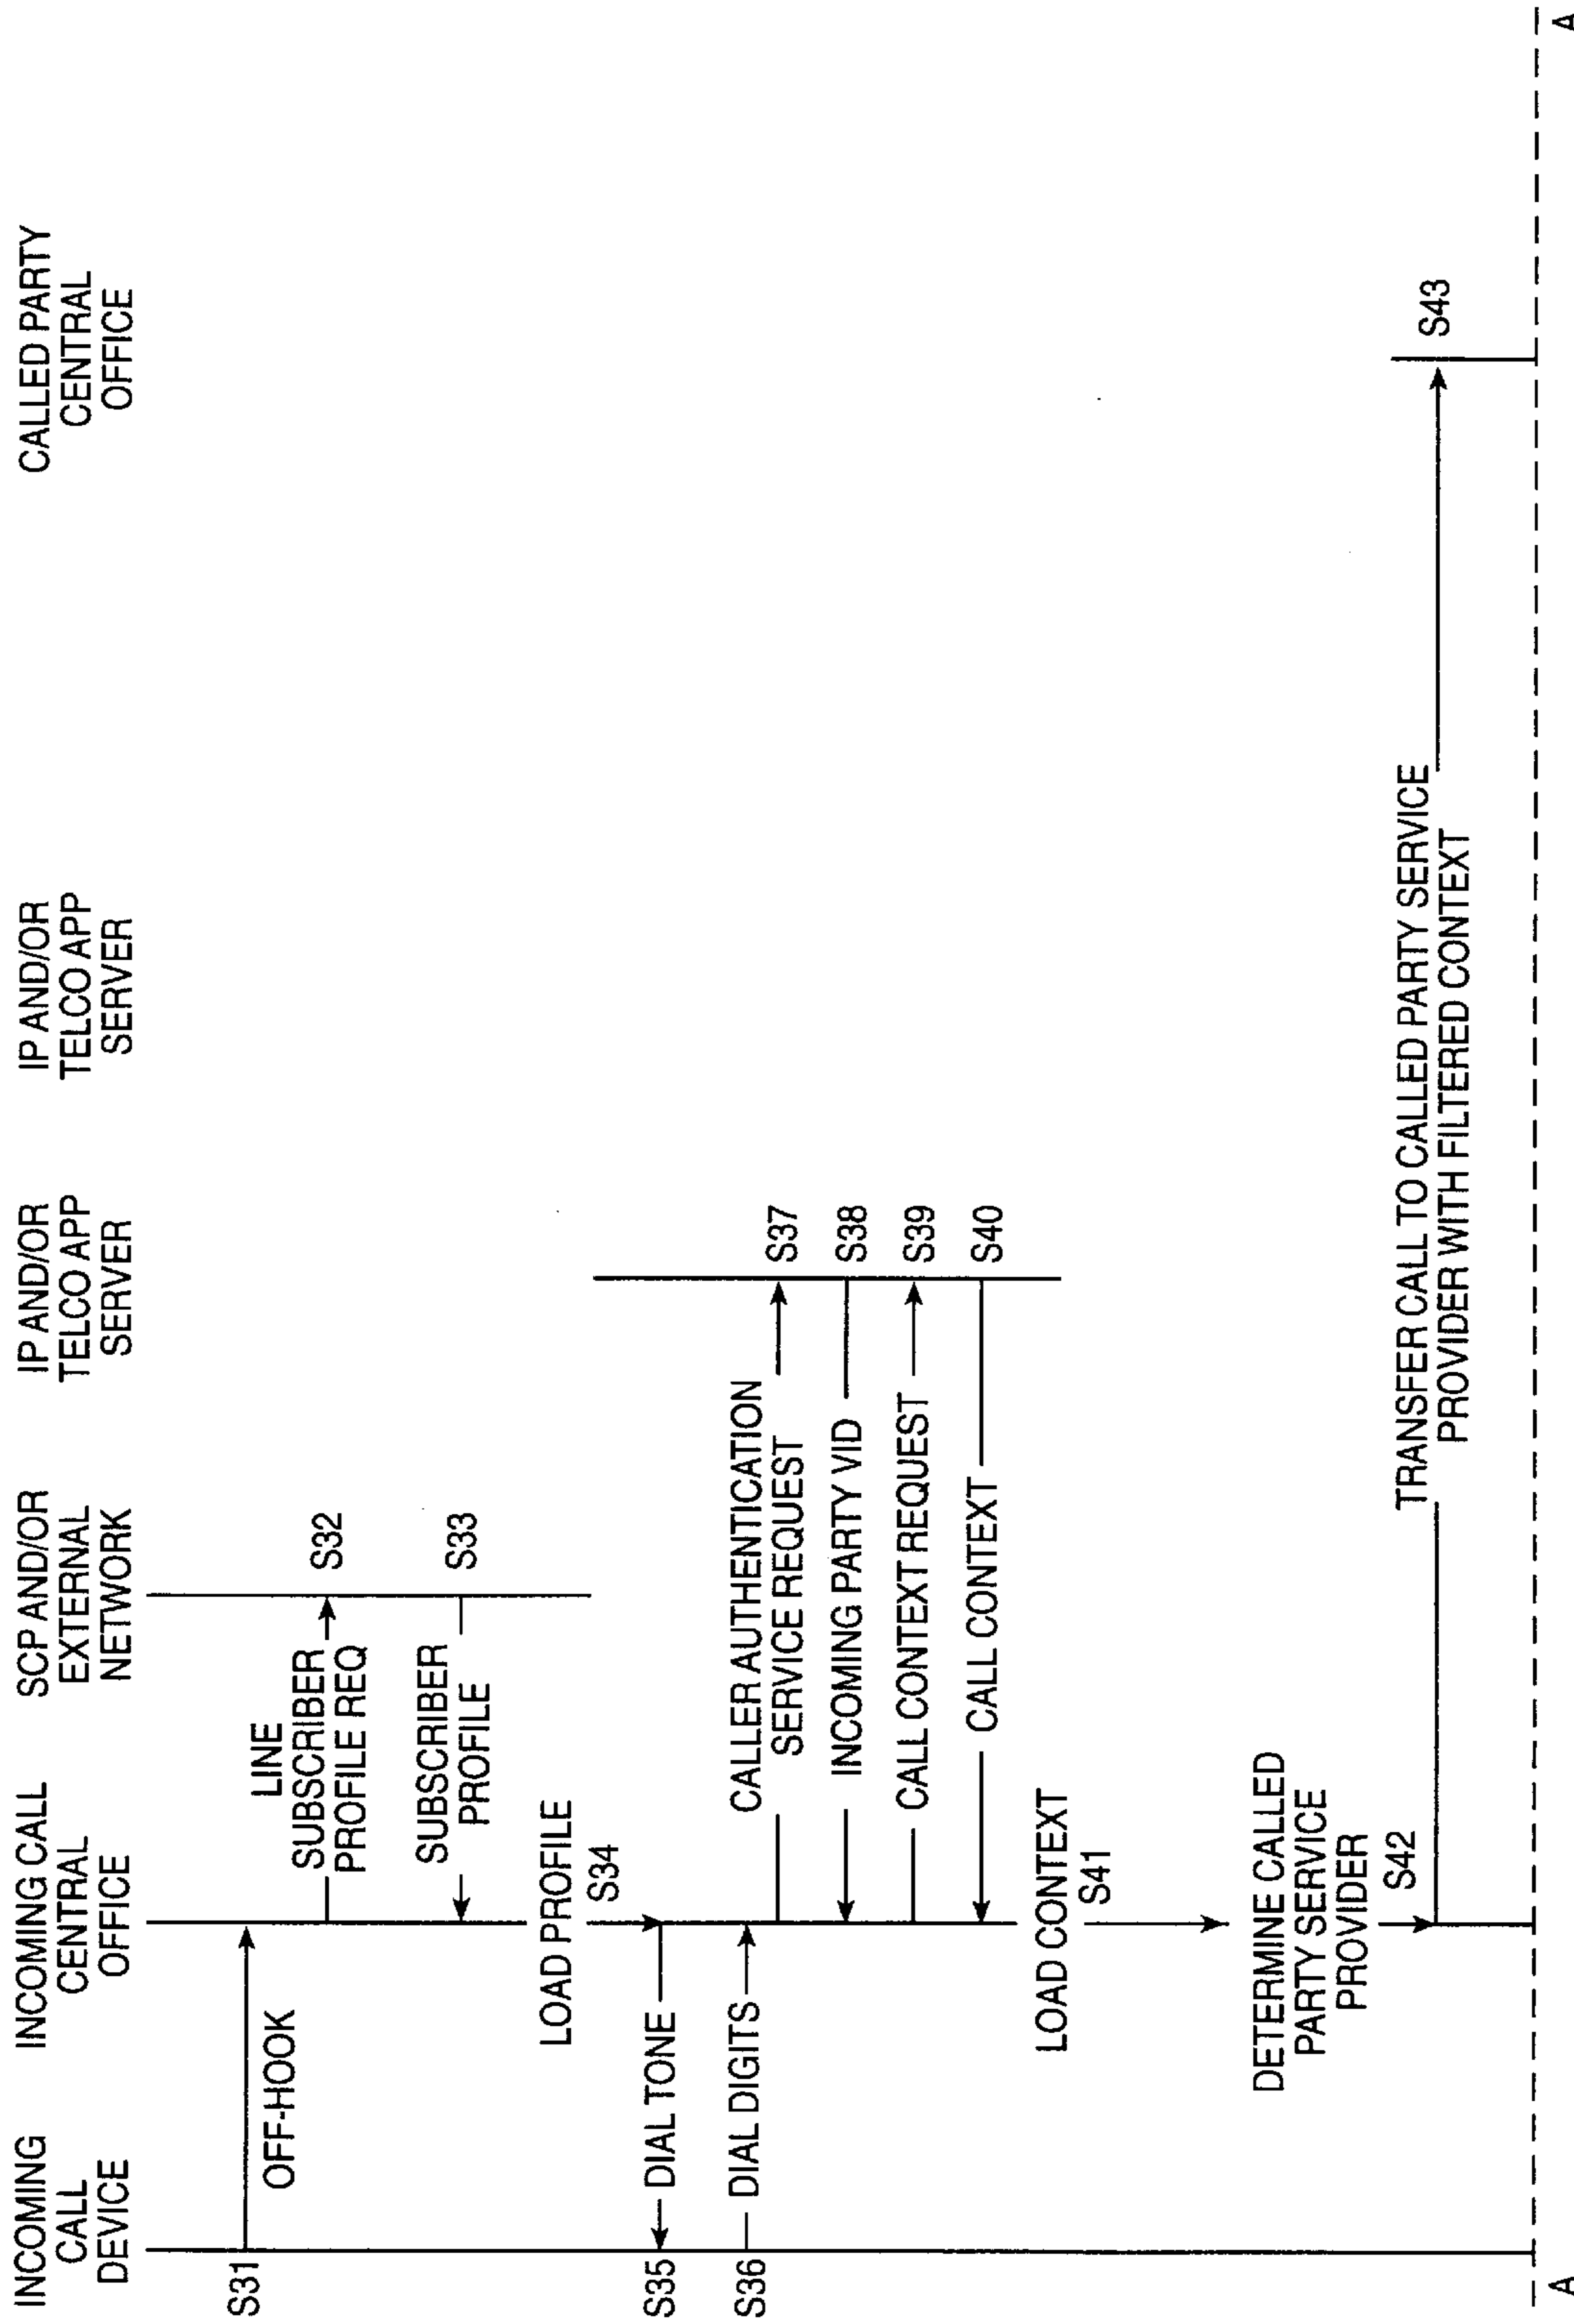 INCOMING
CALL
DEVICE
INCOMING CALL
CENTRAL
OFFICE
SCP AND/OR
EXTERNAL
NETWORK
IP AND/OR
TELCO APP
SERVER
IP AND/OR
TELCO APP
SERVER
CALLED PARTY
CENTRAL
OFFICE
S31
OFF-HOOK
LINE
SUBSCRIBER
PROFILE REQ
S32
SUBSCRIBER
PROFILE
S33
LOAD PROFILE
S34
S35
DIAL TONE
S36
DIAL DIGITS
CALLER AUTHENTICATION
SERVICE REQUEST
S37
INCOMING PARTY VID
S38
CALL CONTEXT REQUEST
S39
CALL CONTEXT
S40
LOAD CONTEXT
S41
DETERMINE CALLED
PARTY SERVICE
PROVIDER
S42
TRANSFER CALL TO CALLED PARTY SERVICE
PROVIDER WITH FILTERED CONTEXT
S43
A
A